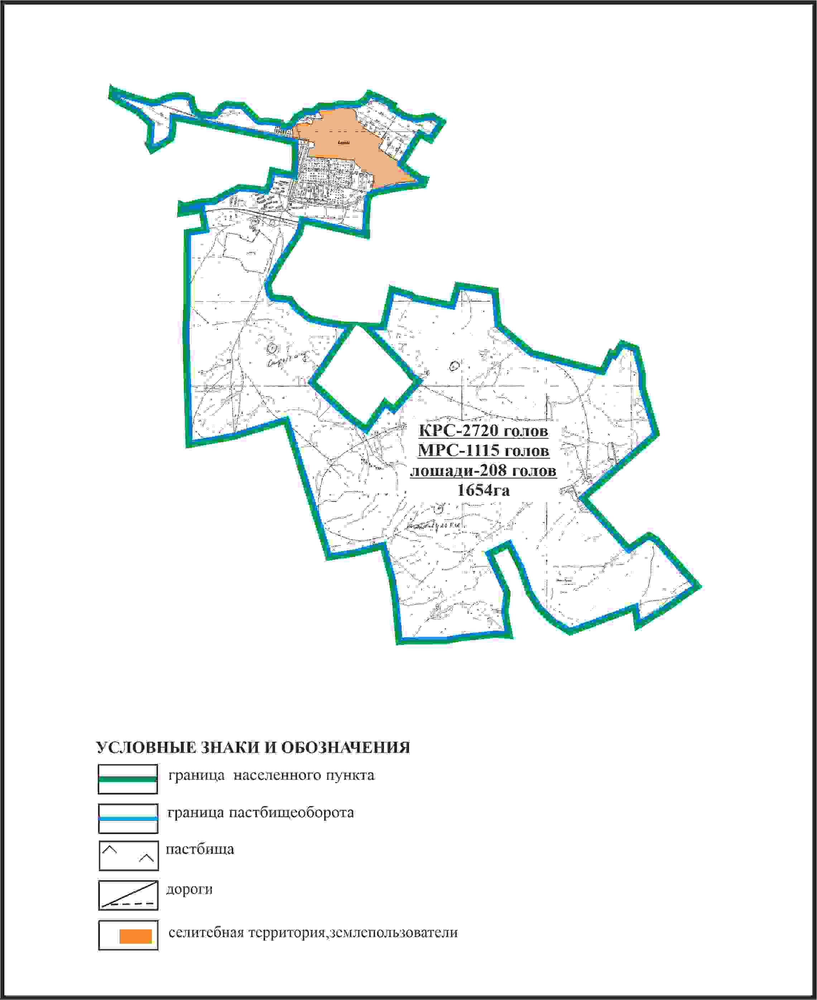 КРС-2720 голов
МРС-1115 голов
лошади-208 голов
1654га
УСЛОВНЫЕ ЗНАКИ И ОБОЗНАЧЕНИЯ
граница населенного пункта
граница пастбищеоборота
пастбища
дороги
селитебная территория,землепользователи